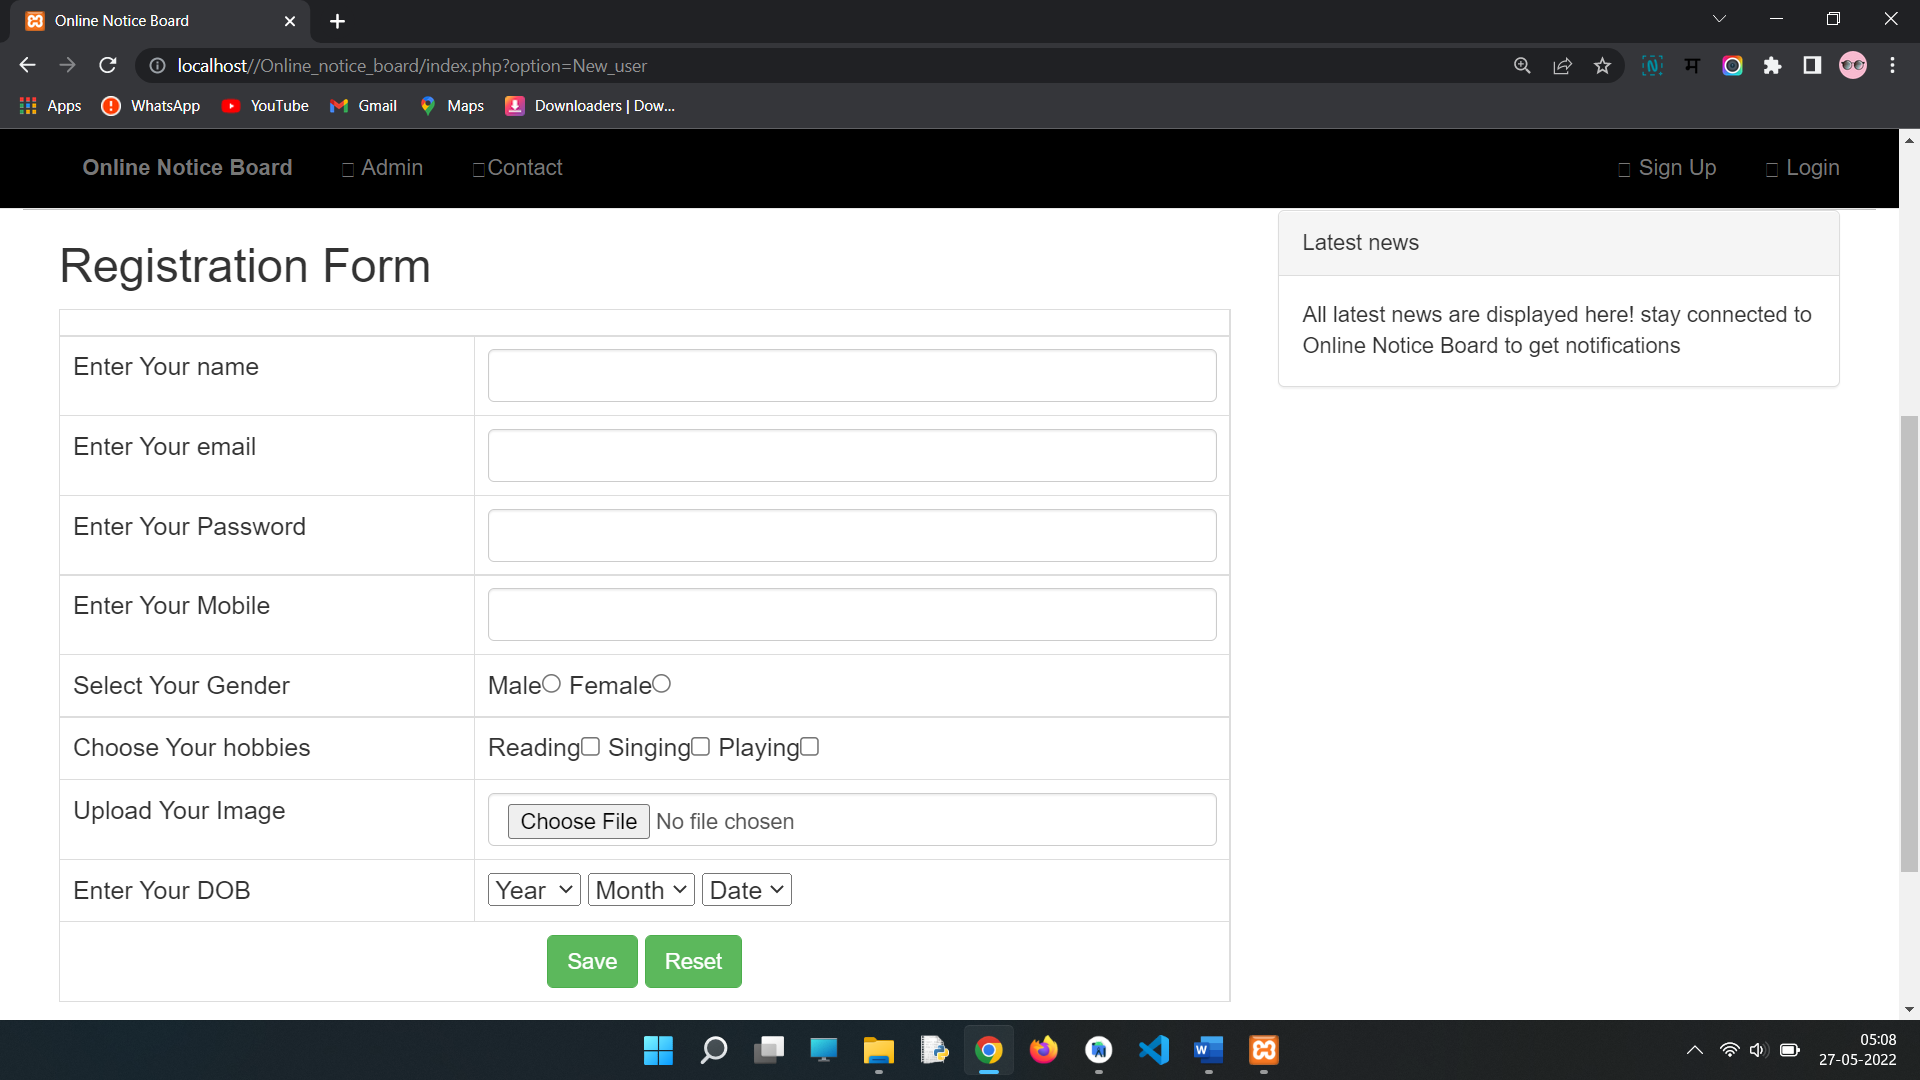 Online Notice Board
localhost//Online_notice_board/index.php?option=New_user
Apps WhatsApp YouTube Gmail Maps Downloaders | Dow...
Online Notice Board Admin Contact Sign Up Login
Registration Form
Enter Your name
Enter Your email
Enter Your Password
Enter Your Mobile
Select Your Gender Male Female
Choose Your hobbies Reading Singing Playing
Upload Your Image Choose File No file chosen
Enter Your DOB Year Month Date
Save Reset
Latest news
All latest news are displayed here! stay connected to
Online Notice Board to get notifications
05:08
27-05-2022